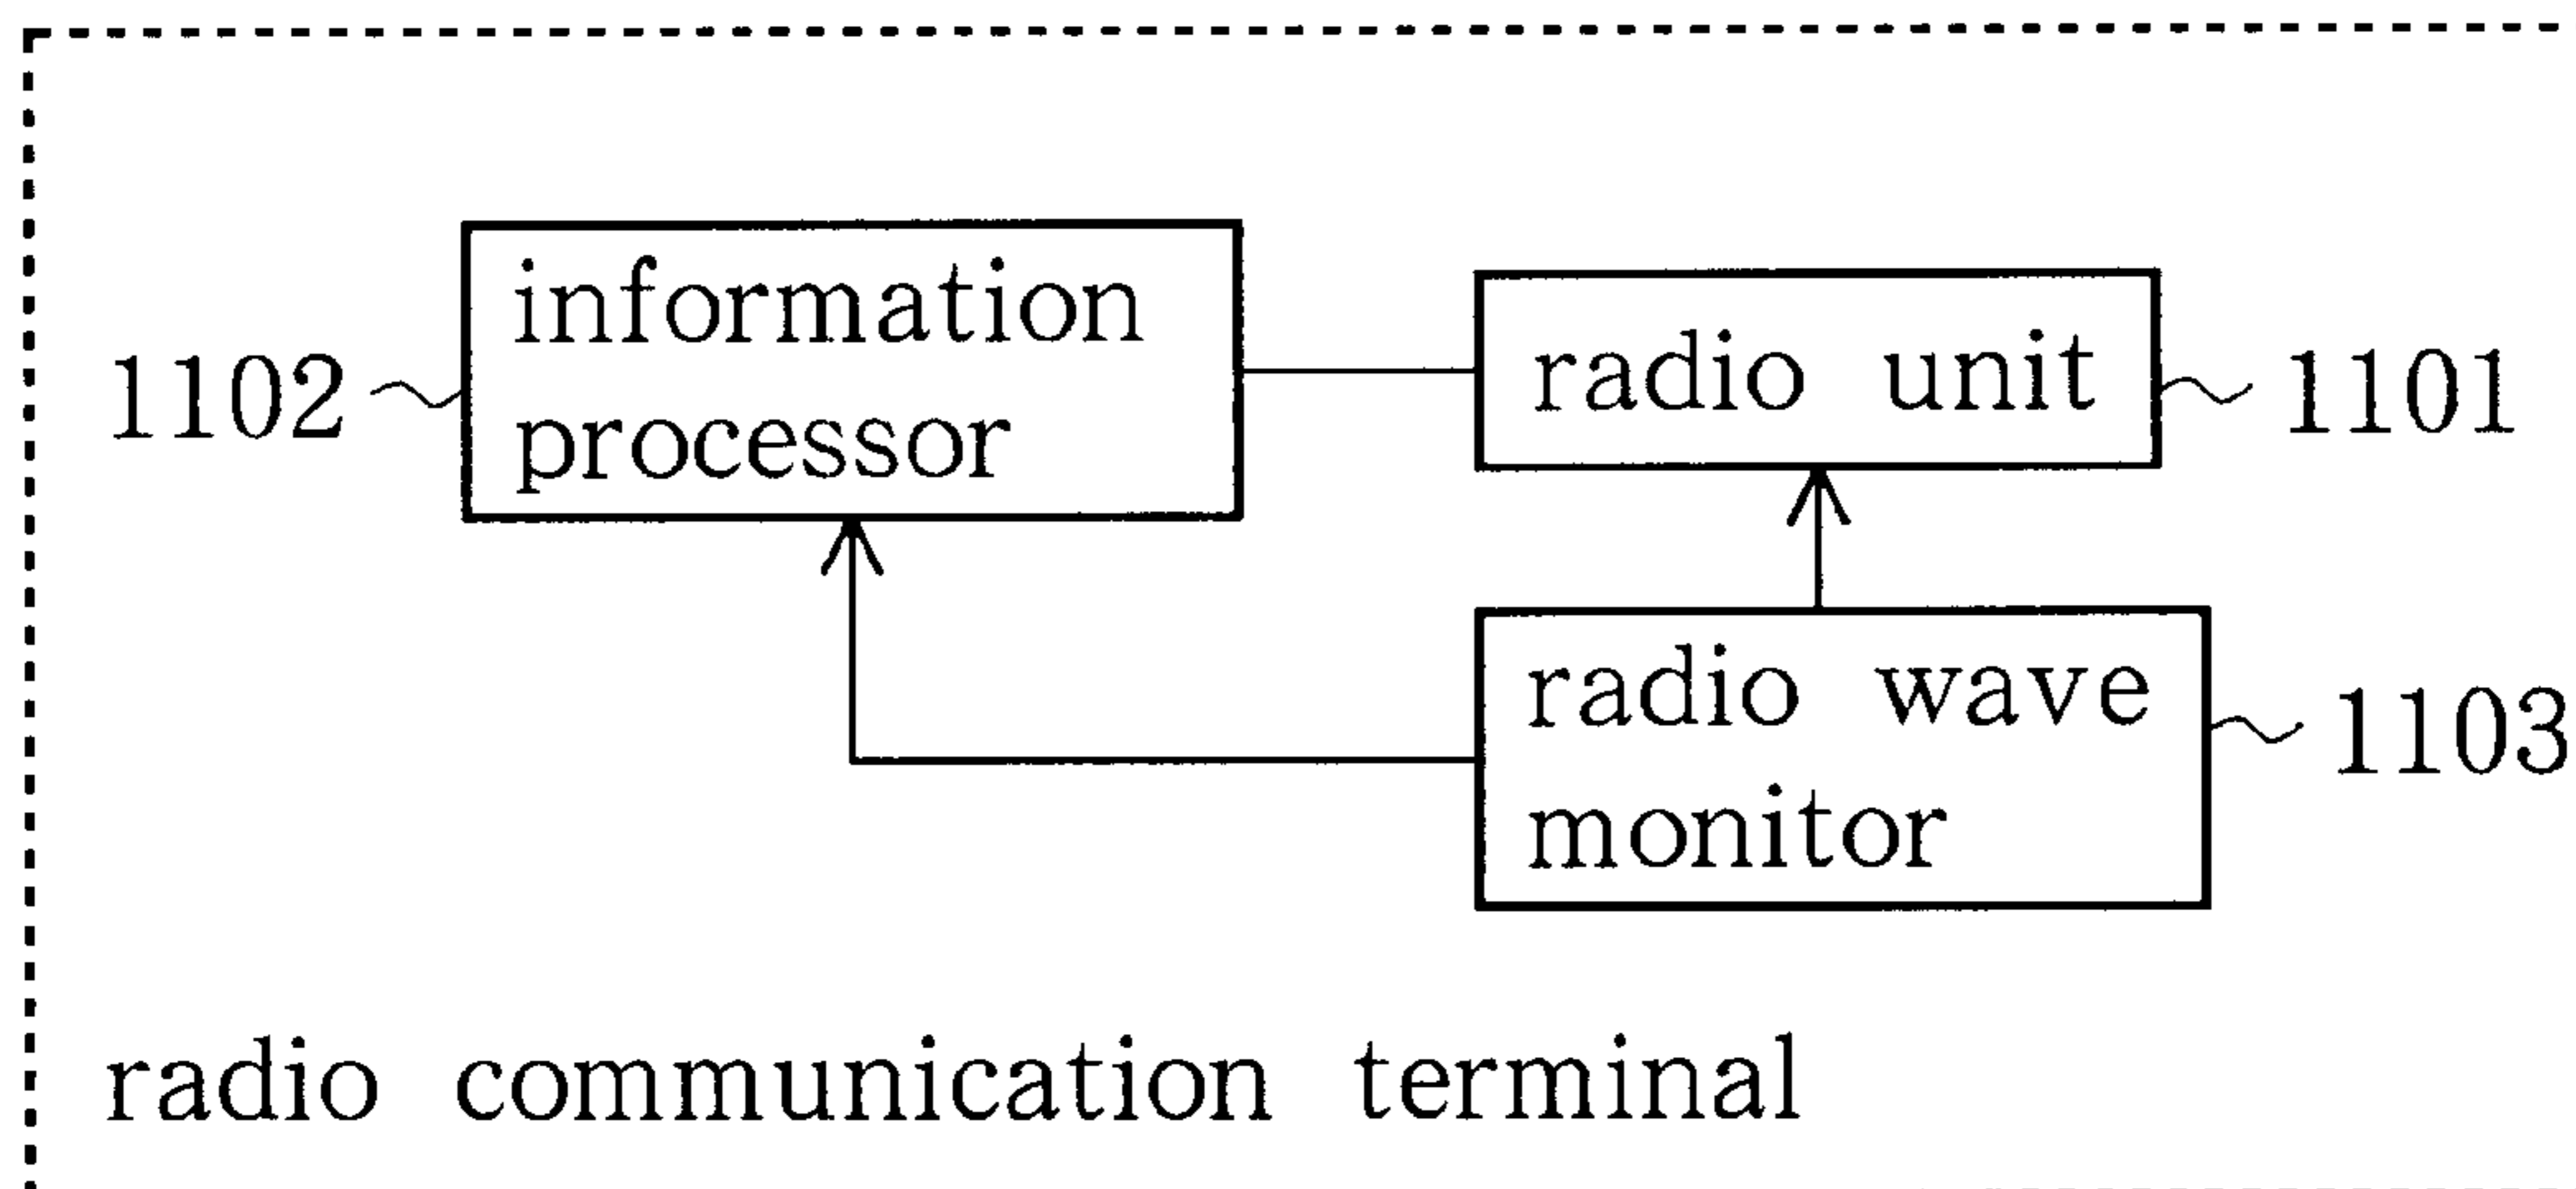 information
processor
1102
radio unit
1101
radio wave
monitor
1103
radio communication terminal